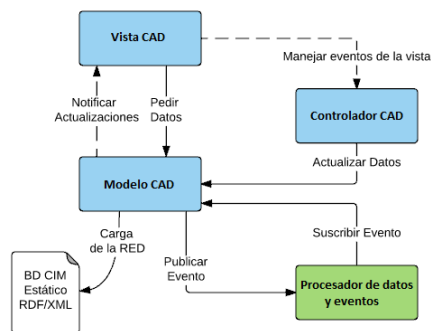 Vista CAD
Manejar eventos de la vista
Notificar
Actualizaciones
Pedir
Datos
Controlador CAD
Actualizar Datos
Modelo CAD
Carga
de la RED
Suscribir Evento
Publicar
Evento
BD CIM
Estático
RDF/XML
Procesador de datos
y eventos